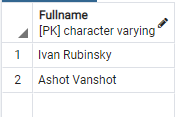 Fullname
[PK] character varying
1 Ivan Rubinsky
2 Ashot Vanshot